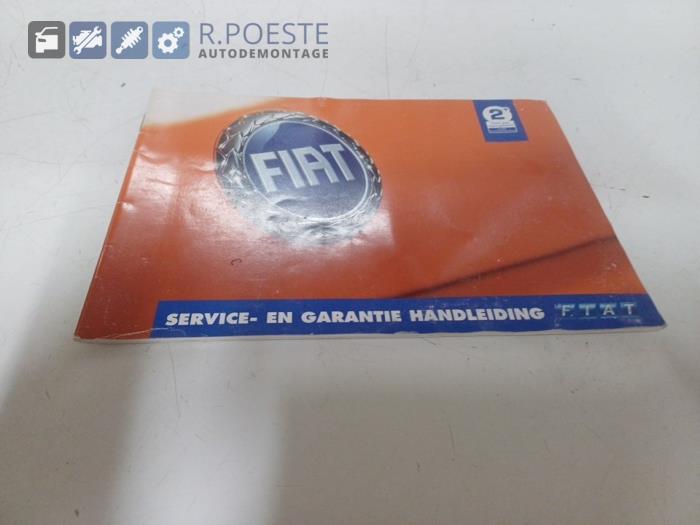 R.POESTE
AUTODEMONTAGE
2
FIAT
SERVICE- EN GARANTIE HANDLEIDING
FIAT